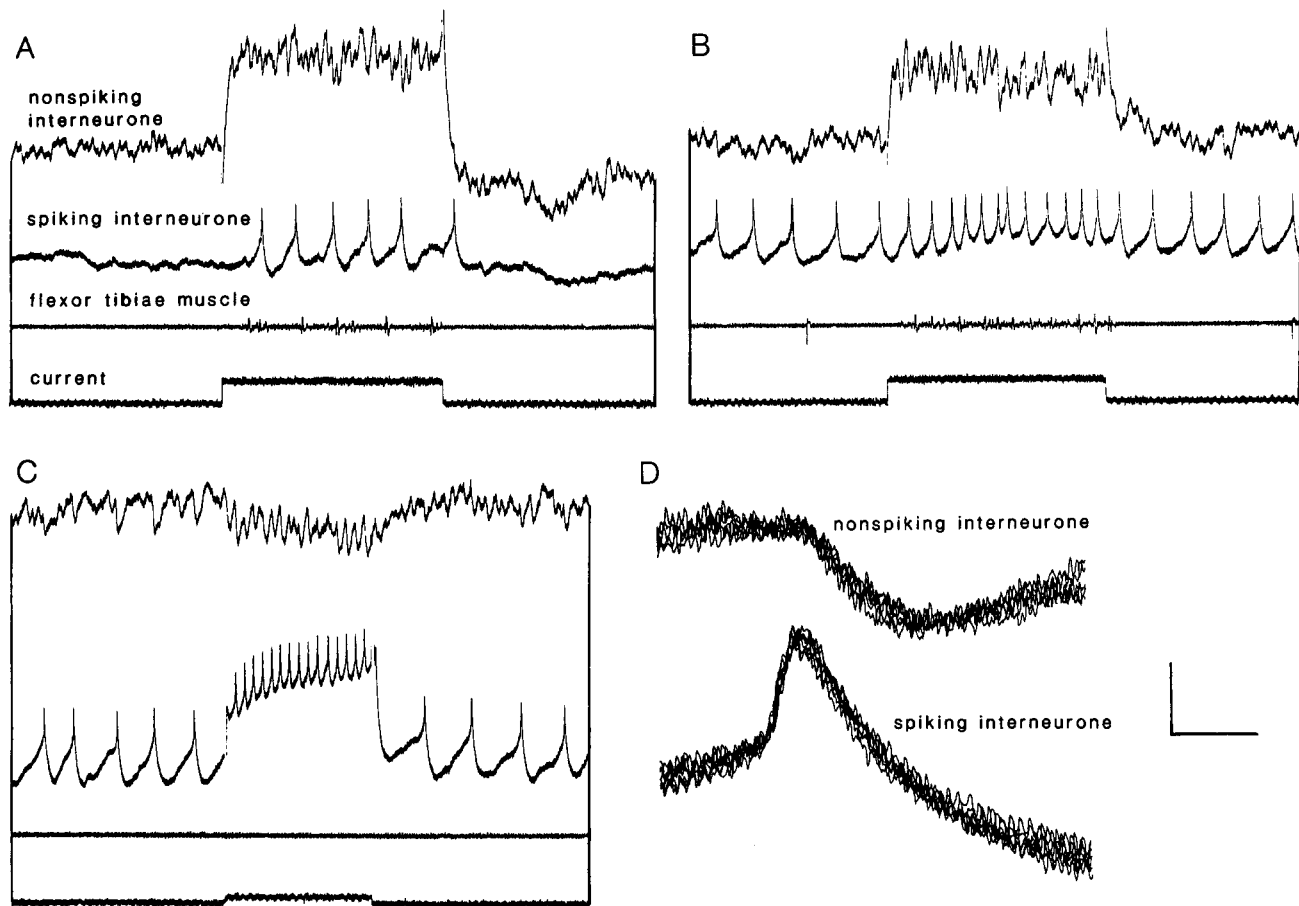 A
nonspiking
interneurone
spiking interneurone
flexor tibiae muscle
current
B
C
D
nonspiking interneurone
spiking interneurone